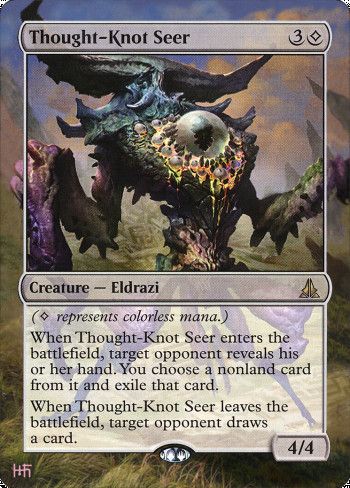 Thought-Knot Seer 3◇
Creature — Eldrazi
(◇ represents colorless mana.)
When Thought-Knot Seer enters the
battlefield, target opponent reveals his
or her hand. You choose a nonland card
from it and exile that card.
When Thought-Knot Seer leaves the
battlefield, target opponent draws
a card.
4/4